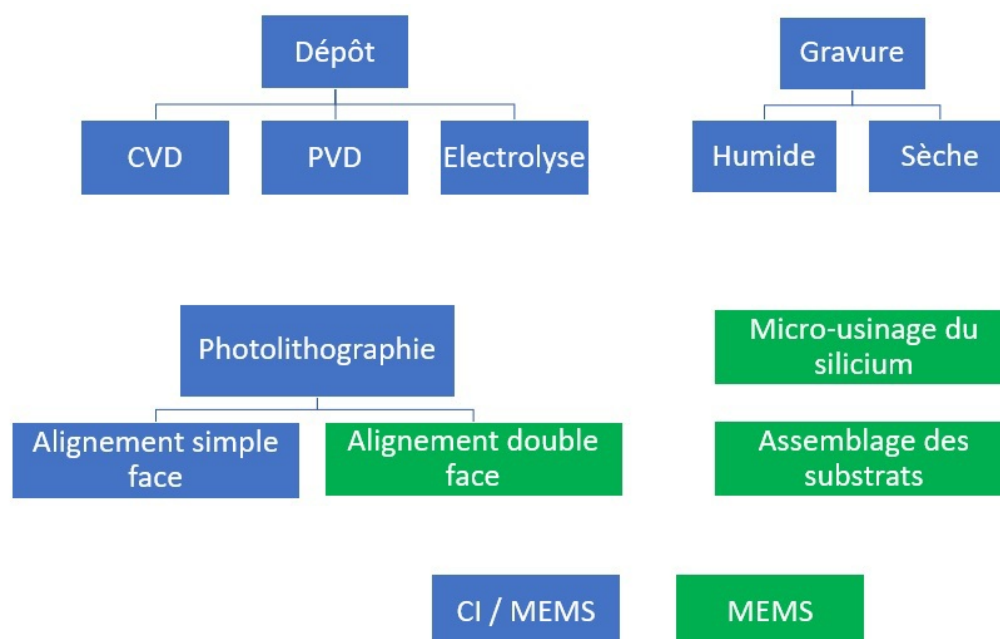 Dépôt
CVD
PVD
Electrolyse
Gravure
Humide
Sèche
Photolithographie
Alignement simple
face
Alignement double
face
Micro-usinage du
silicium
Assemblage des
substrats
CI / MEMS
MEMS